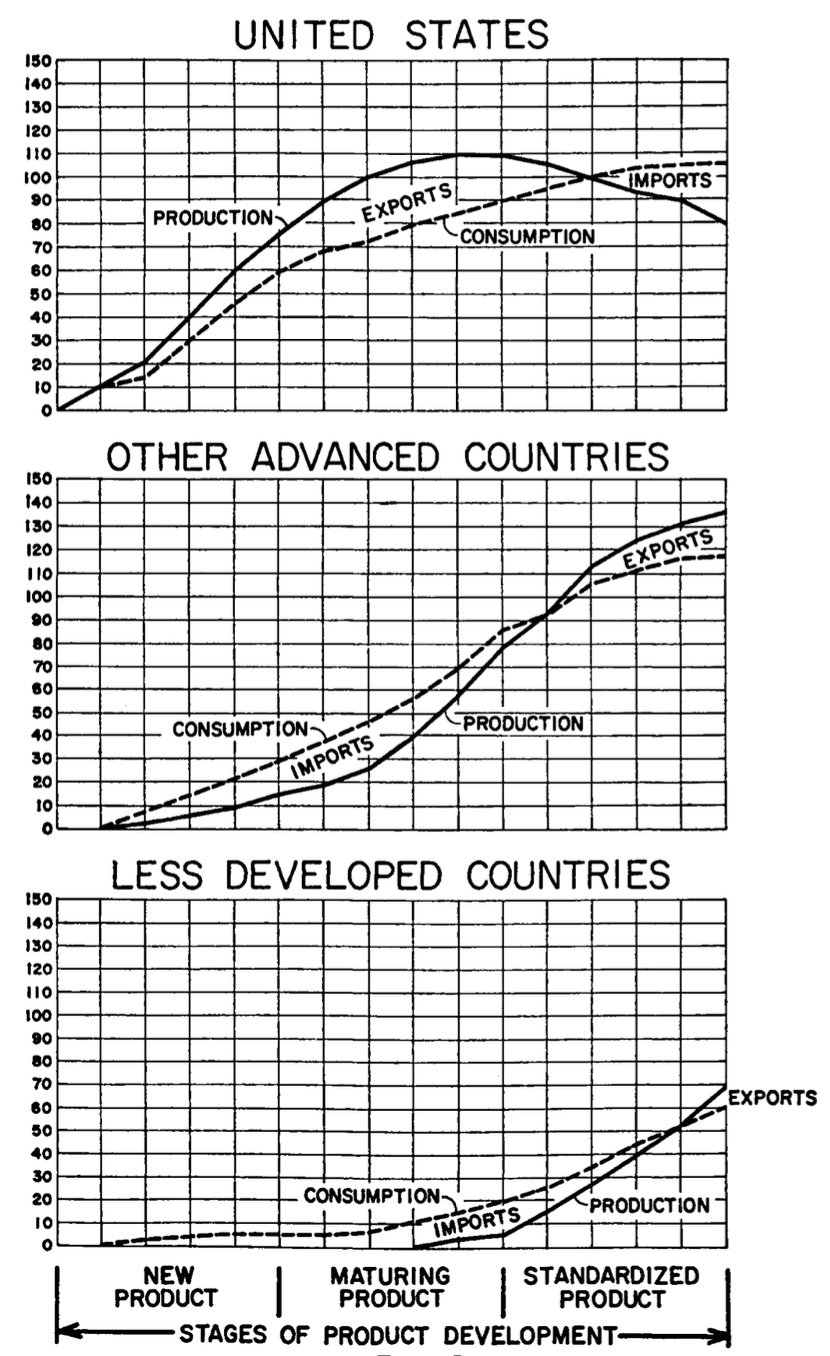 UNITED STATES
150
140
130
120
110
100
90
80
70
60
50
40
30
20
10
0
PRODUCTION
EXPORTS
CONSUMPTION
IMPORTS
OTHER ADVANCED COUNTRIES
150
140
130
120
110
100
90
80
70
60
50
40
30
20
10
0
CONSUMPTION
IMPORTS
PRODUCTION
EXPORTS
LESS DEVELOPED COUNTRIES
150
140
130
120
110
100
90
80
70
60
50
40
30
20
10
0
CONSUMPTION
IMPORTS
PRODUCTION
EXPORTS
NEW
PRODUCT
MATURING
PRODUCT
STANDARDIZED
PRODUCT
STAGES OF PRODUCT DEVELOPMENT